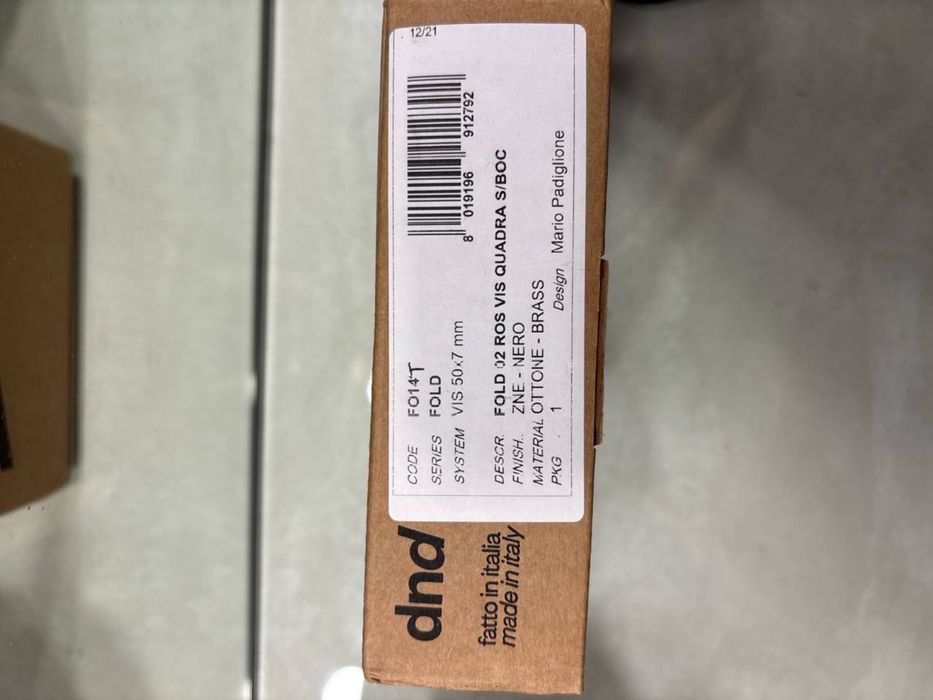 12/21
8 019196 912792
CODE FO14T
SERIES FOLD
SYSTEM VIS 50x7 mm
DESCR. FOLD 02 ROS VIS QUADRA S/BOC
FINISH.. ZNE - NERO
MATERIAL OTTONE - BRASS
PKG . 1 Design Mario Padiglione
dnd
fatto in italia
made in italy